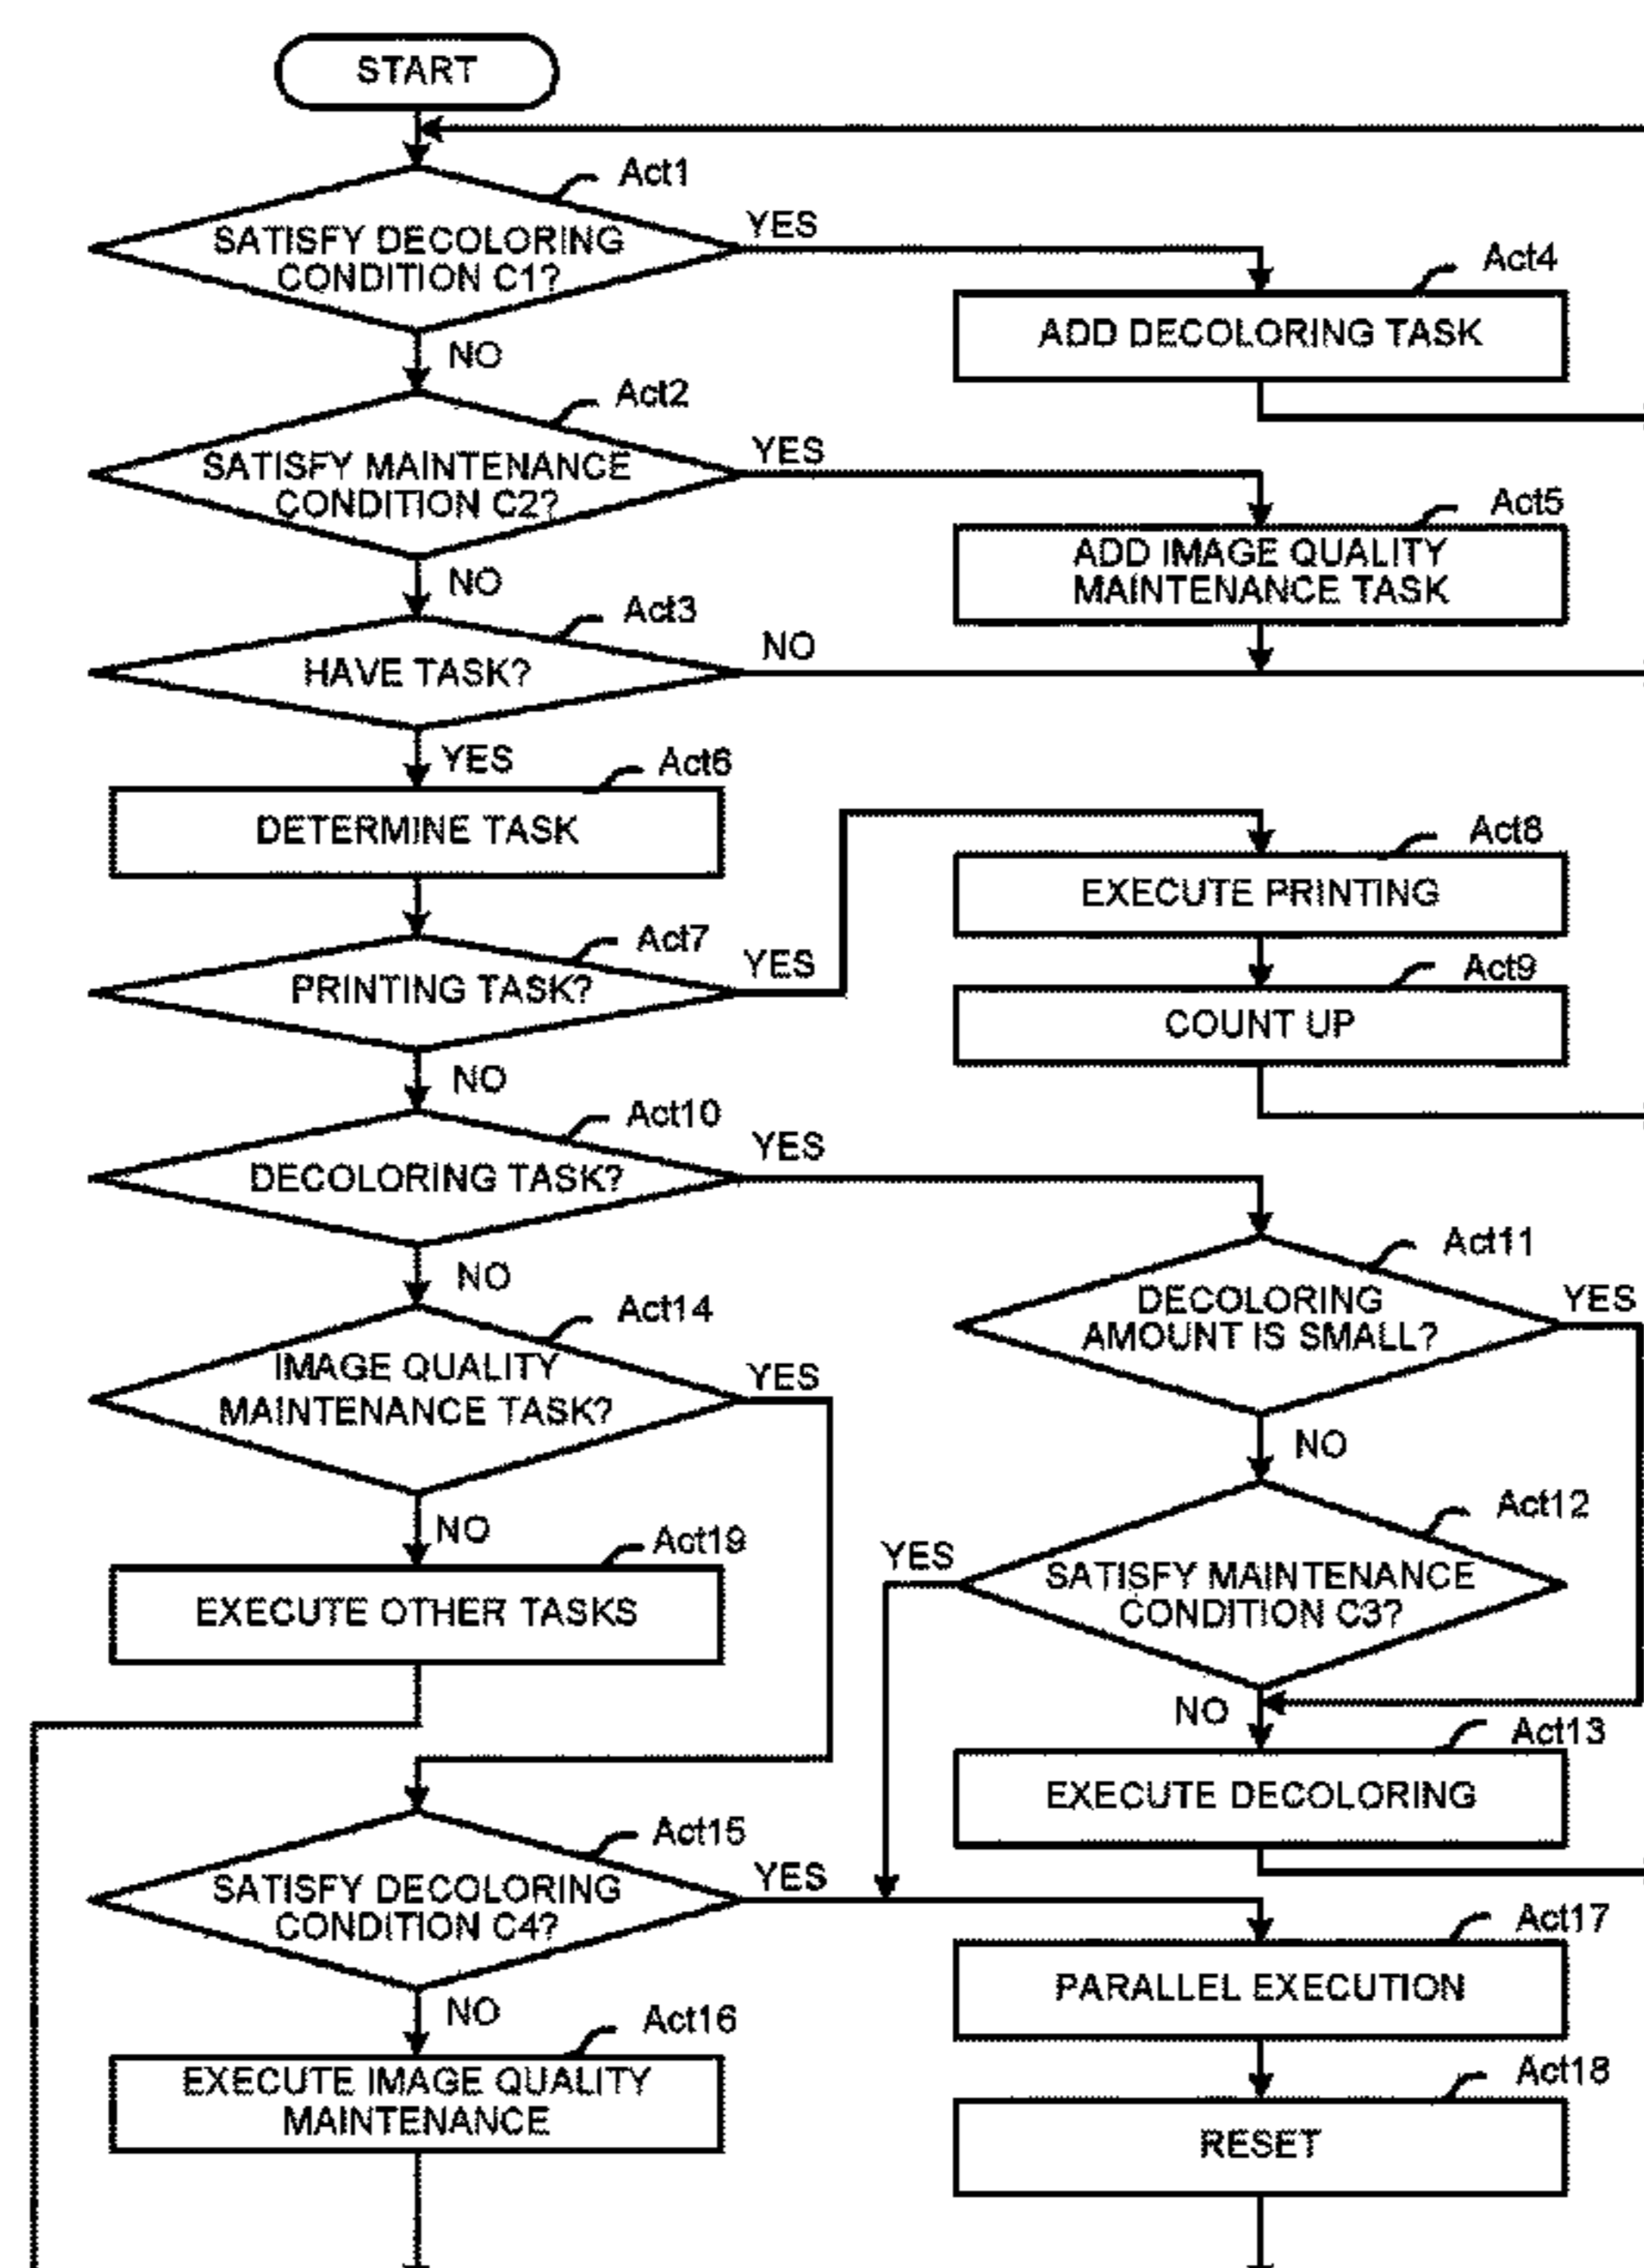 START
Act1
SATISFY DECOLORING
CONDITION C1?
YES
NO
Act4
ADD DECOLORING TASK
Act2
SATISFY MAINTENANCE
CONDITION C2?
YES
NO
Act5
ADD IMAGE QUALITY
MAINTENANCE TASK
Act3
HAVE TASK?
NO
YES
Act6
DETERMINE TASK
Act7
PRINTING TASK?
YES
NO
Act8
EXECUTE PRINTING
Act9
COUNT UP
Act10
DECOLORING TASK?
YES
NO
Act11
DECOLORING
AMOUNT IS SMALL?
YES
NO
Act14
IMAGE QUALITY
MAINTENANCE TASK?
YES
NO
Act12
SATISFY MAINTENANCE
CONDITION C3?
YES
NO
Act19
EXECUTE OTHER TASKS
Act13
EXECUTE DECOLORING
Act15
SATISFY DECOLORING
CONDITION C4?
YES
NO
Act17
PARALLEL EXECUTION
Act16
EXECUTE IMAGE QUALITY
MAINTENANCE
Act18
RESET